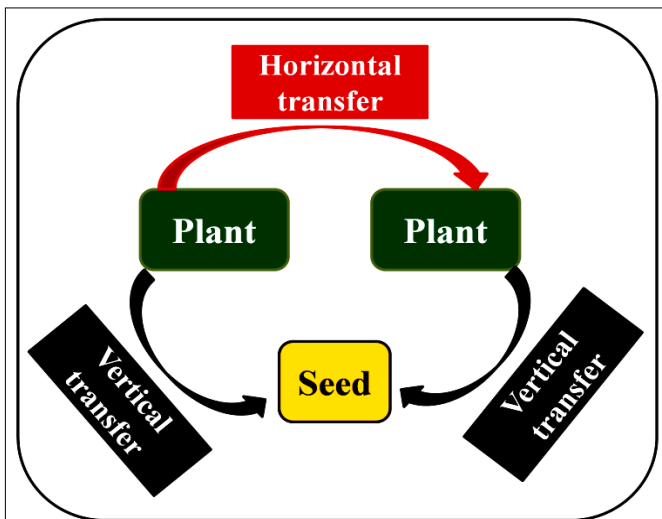 Horizontal
transfer
Plant
Plant
Seed
Vertical
transfer
Vertical
transfer